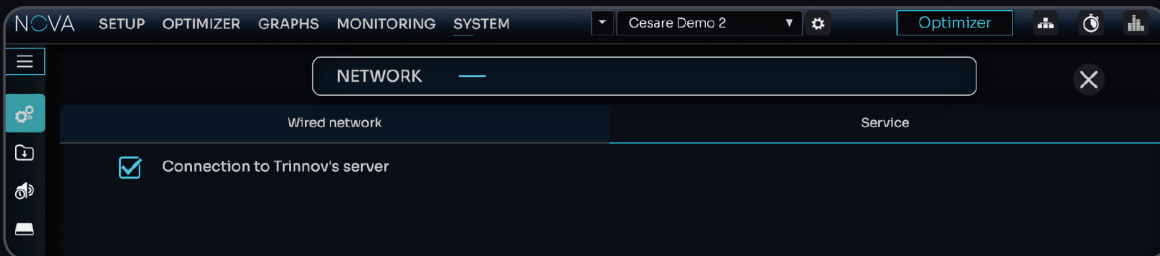 NOVA SETUP OPTIMIZER GRAPHS MONITORING SYSTEM Cesare Demo 2 Optimizer
NETWORK
Wired network Service
Connection to Trinnov's server